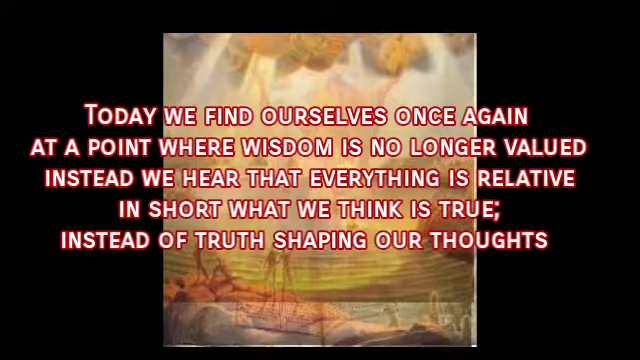 Today we find ourselves once again
at a point where wisdom is no longer valued
instead we hear that everything is relative
in short what we think is true;
instead of truth shaping our thoughts